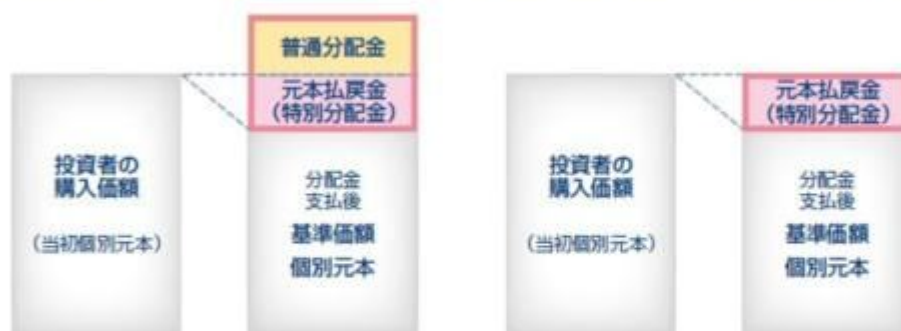 普通分配金
元本払戻金
（特別分配金）
投資者の
購入価額
（当初個別元本）
分配金
支払後
基準価額
個別元本
元本払戻金
（特別分配金）
投資者の
購入価額
（当初個別元本）
分配金
支払後
基準価額
個別元本